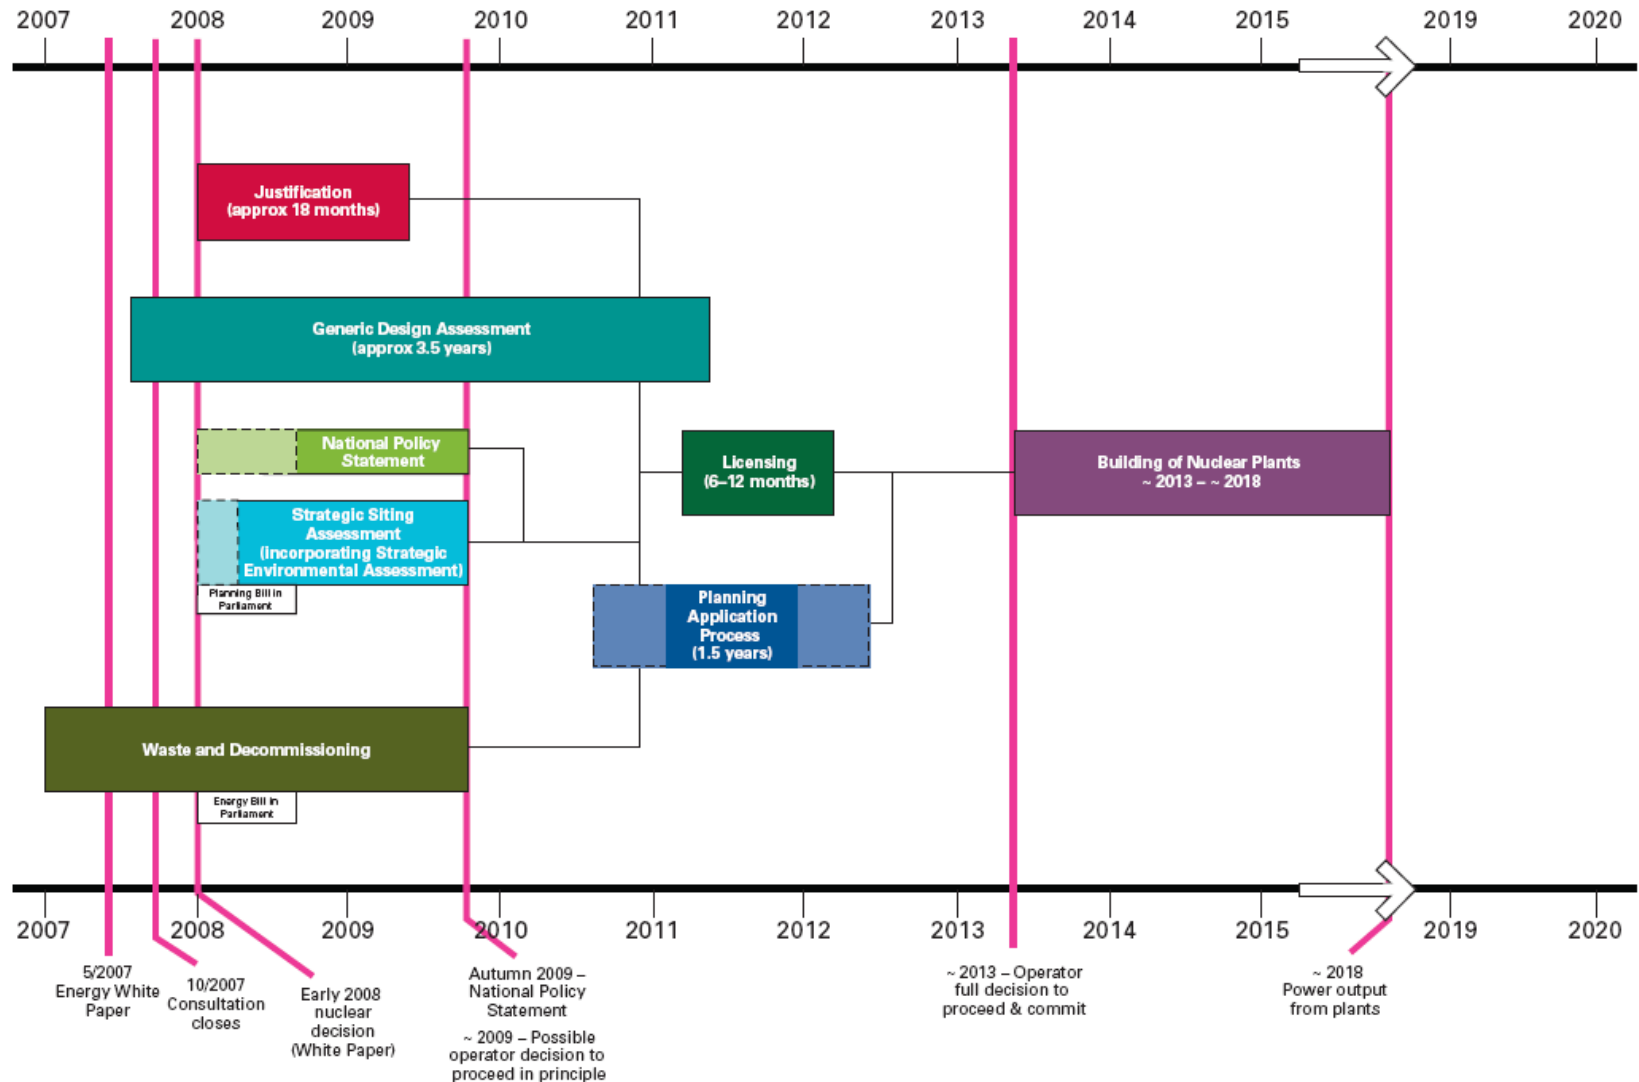 2007 2008 2009 2010 2011 2012 2013 2014 2015 2019 2020
Justification
(approx 18 months)
Generic Design Assessment
(approx 3.5 years)
National Policy
Statement
Strategic Siting
Assessment
(incorporating Strategic
Environmental Assessment)
Planning Bill in
Parliament
Licensing
(6–12 months)
Building of Nuclear Plants
~ 2013 – ~ 2018
Planning
Application
Process
(1.5 years)
Waste and Decommissioning
Energy Bill in
Parliament
2007 2008 2009 2010 2011 2012 2013 2014 2015 2019 2020
5/2007
Energy White
Paper
10/2007
Consultation
closes
Early 2008
nuclear
decision
(White Paper)
Autumn 2009 –
National Policy
Statement
~ 2009 – Possible
operator decision to
proceed in principle
~ 2013 – Operator
full decision to
proceed & commit
~ 2018
Power output
from plants